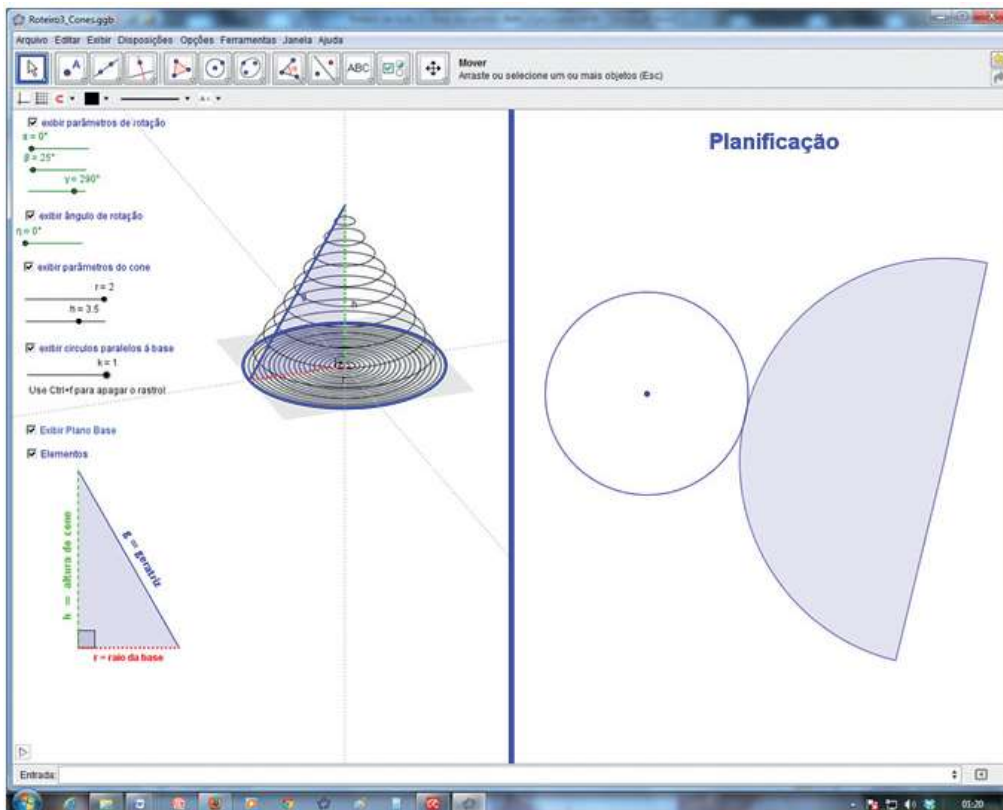 Roteiro3_Cones.ggb
Arquivo Editar Exibir Disposições Opções Ferramentas Janela Ajuda
ABC
Mover
Arraste ou selecione um ou mais objetos (Esc)
exibir parâmetros de rotação
α = 0°
β = 25°
γ = 290°
exibir ângulo de rotação
η = 0°
exibir parâmetros do cone
r = 2
h = 3.5
exibir círculos paralelos à base
k = 1
Use Ctrl+f para apagar o rastro!
Exibir Plano Base
Elementos
h = altura do cone
g = geratriz
r = raio da base
h
Planificação
Entrada:
01:20